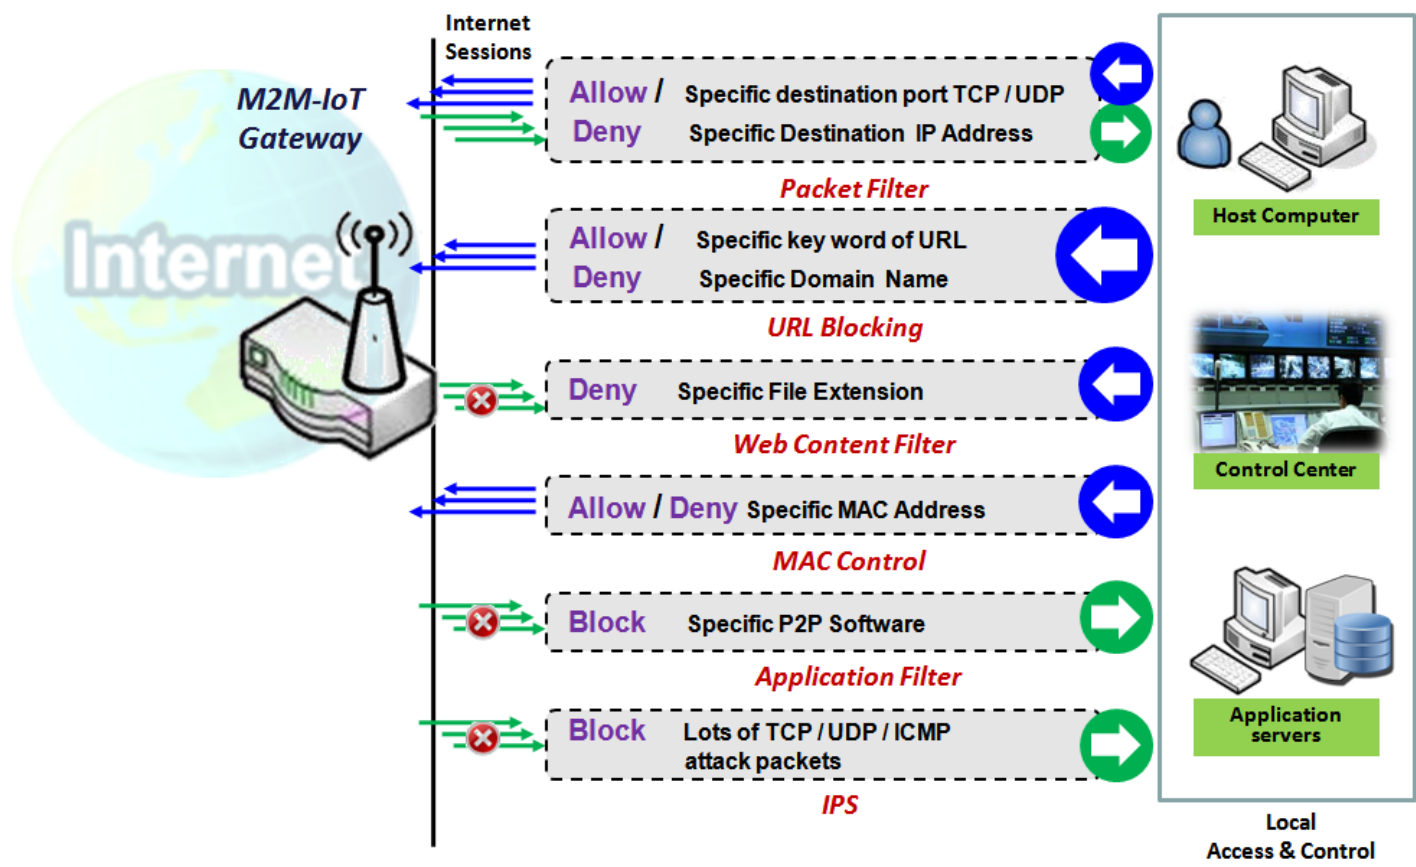 Internet
Sessions
M2M-IoT
Gateway
Internet
Allow / Specific destination port TCP / UDP
Deny Specific Destination IP Address
Packet Filter
Allow / Specific key word of URL
Deny Specific Domain Name
URL Blocking
Deny Specific File Extension
Web Content Filter
Allow / Deny Specific MAC Address
MAC Control
Block Specific P2P Software
Application Filter
Block Lots of TCP / UDP / ICMP
attack packets
IPS
Host Computer
Control Center
Application
servers
Local
Access & Control